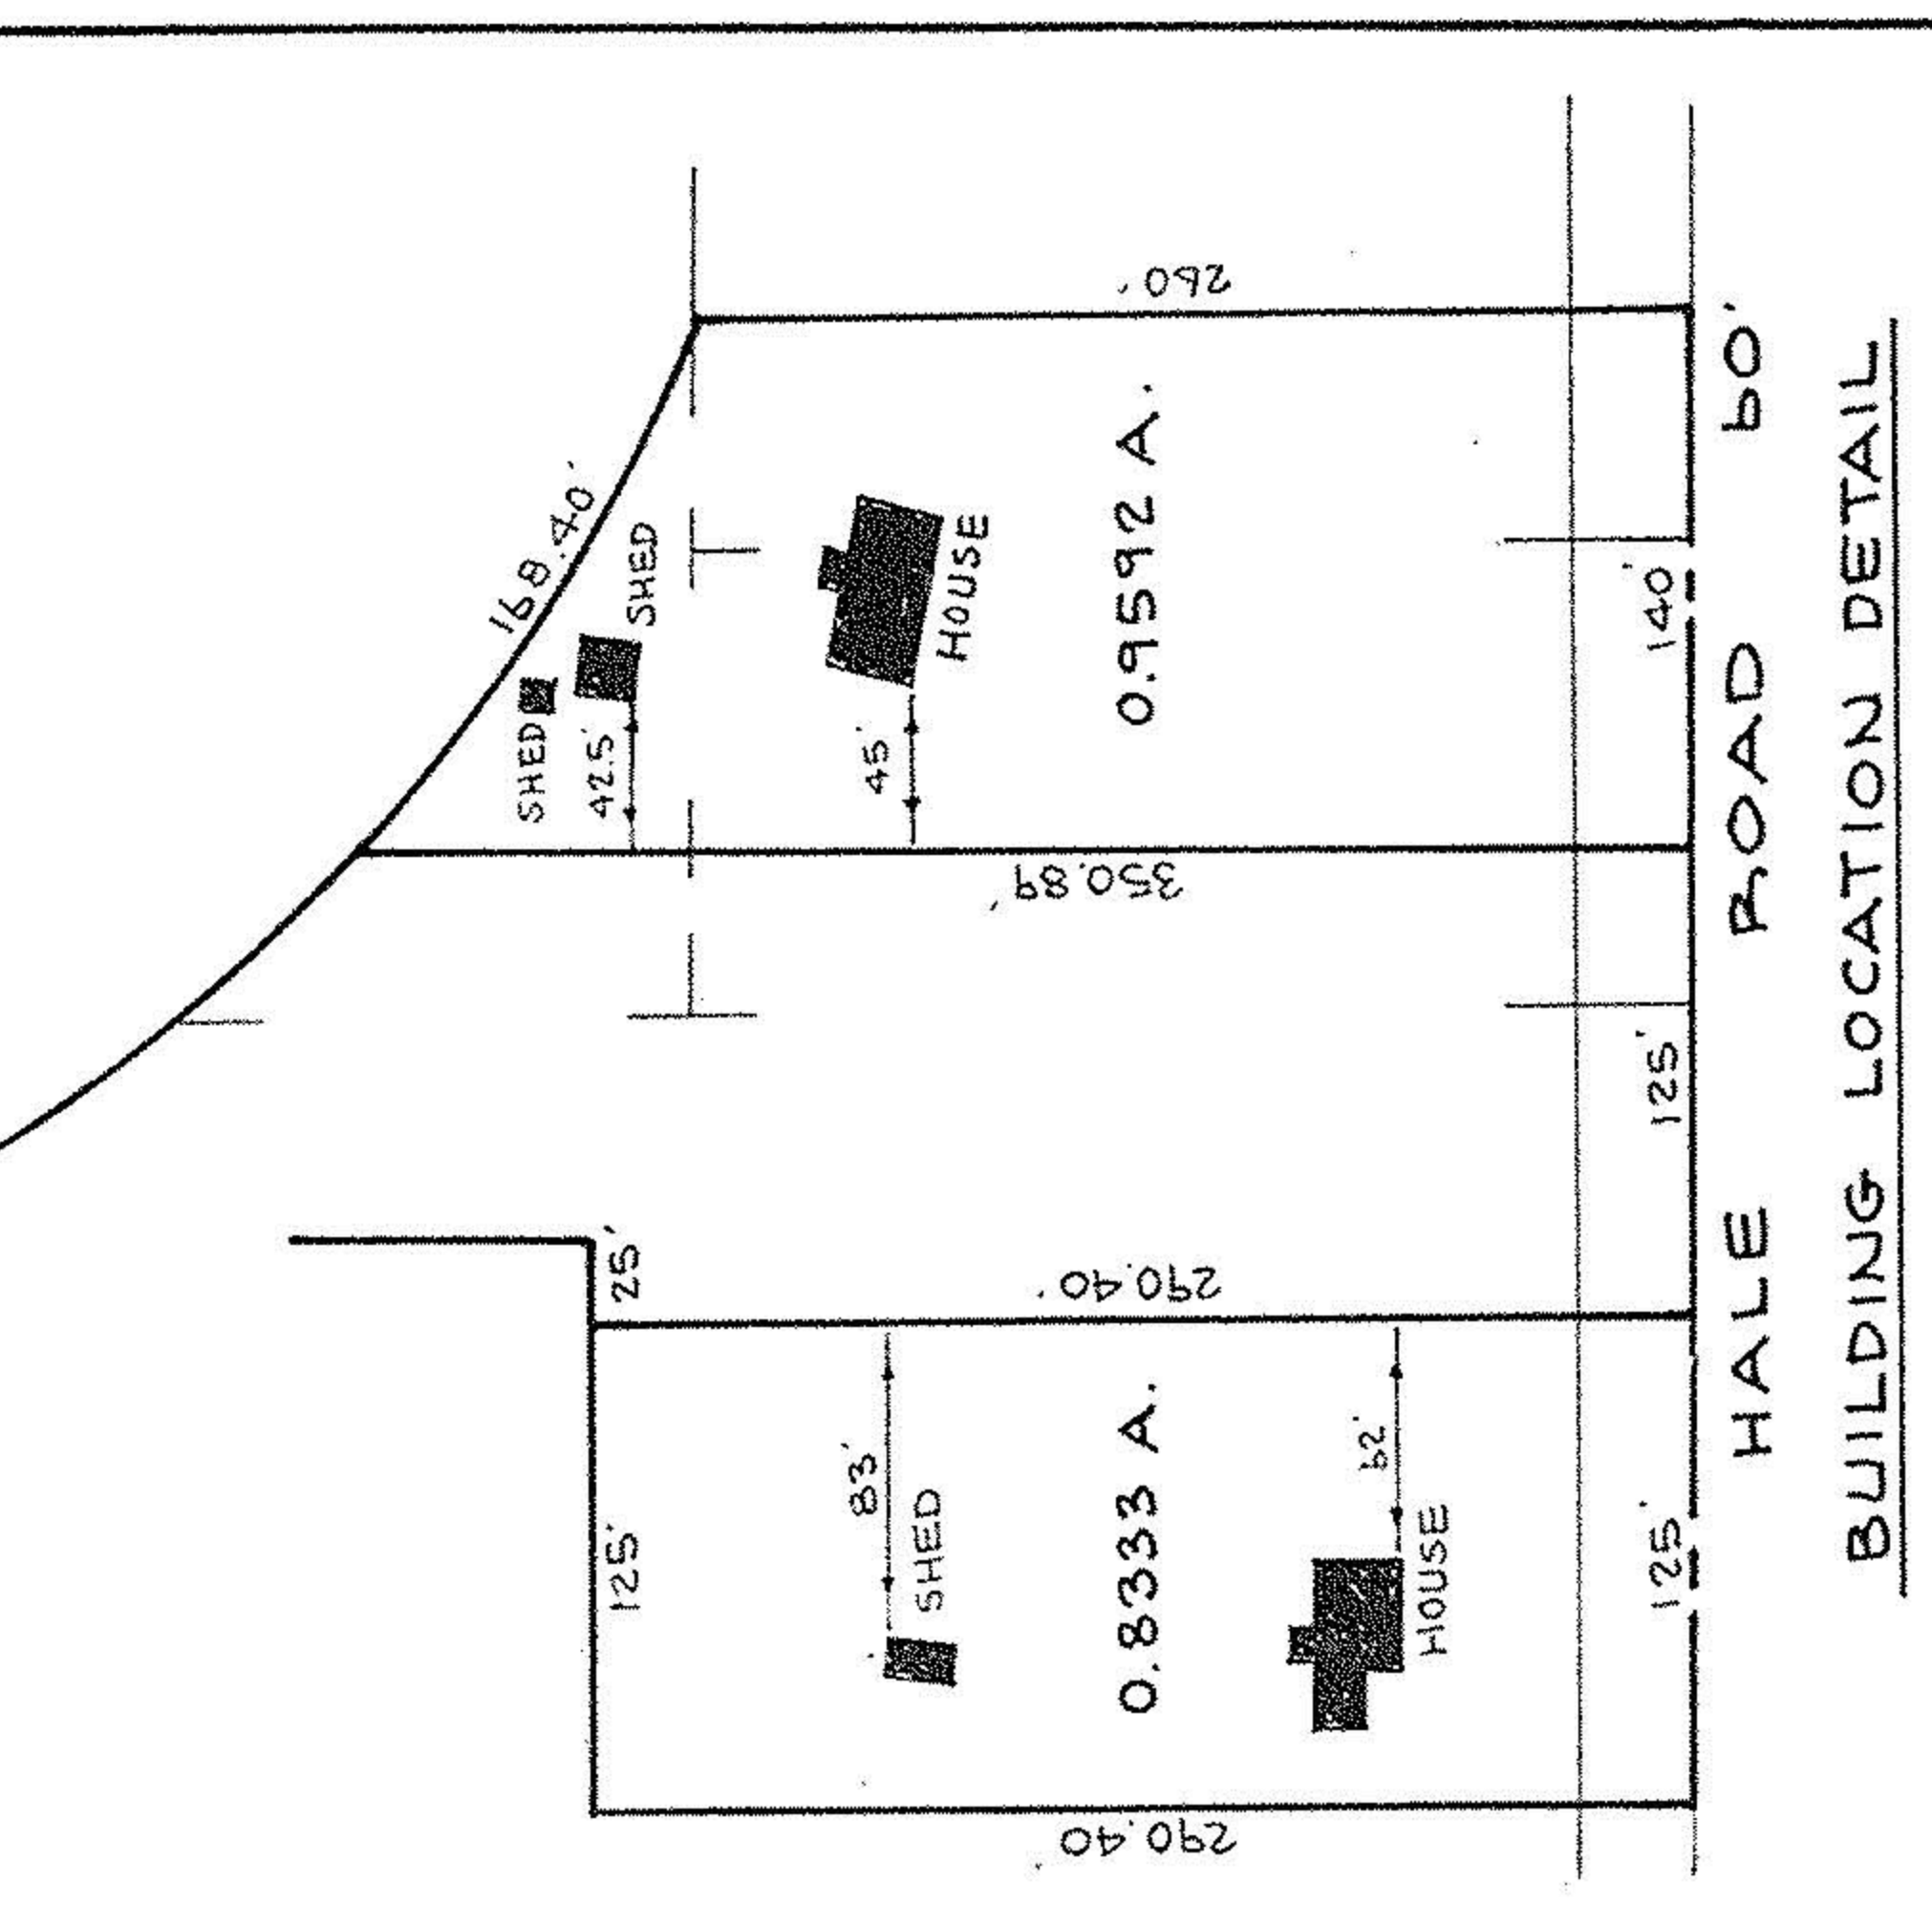 168.40'
SHED
SHED
42.5'
260'
HOUSE
45'
0.9592 A.
350.89'
140'
125'
25'
125'
290.40'
83'
SHED
0.8333 A.
62'
HOUSE
290.40'
125'
HALE ROAD 60'
BUILDING LOCATION DETAIL